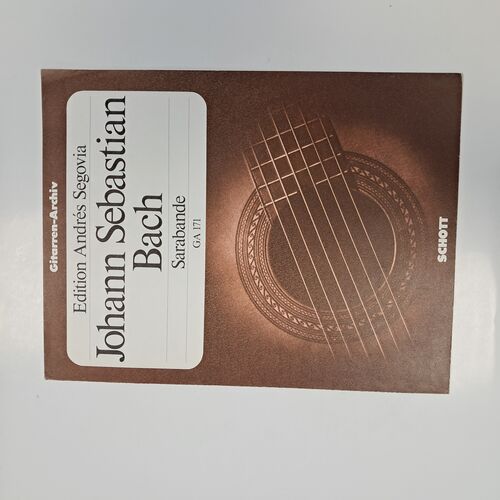 Gitarren-Archiv
Edition Andrés Segovia
Johann Sebastian
Bach
Sarabande
GA 171
SCHOTT